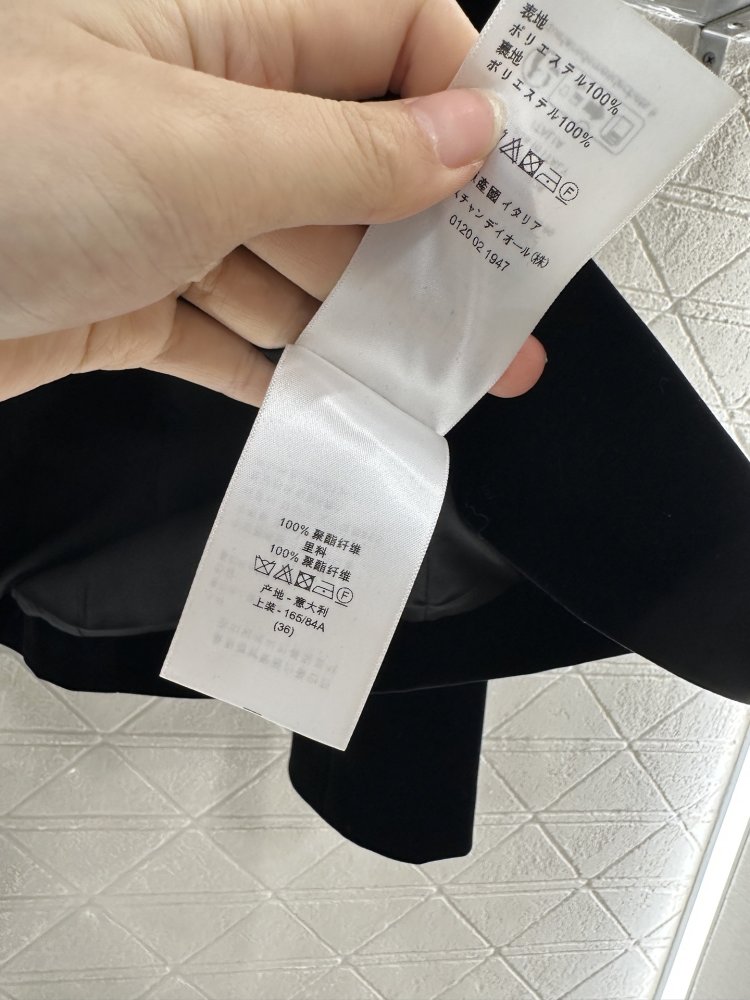 表地
ポリエステル100%
裏地
ポリエステル100%
F
産國 イタリア
スチャン ディオール(株)
0120 02 1947
100% 聚酯纤维
里料
100% 聚酯纤维
F
产地 - 意大利
上装 - 165/84A
(36)